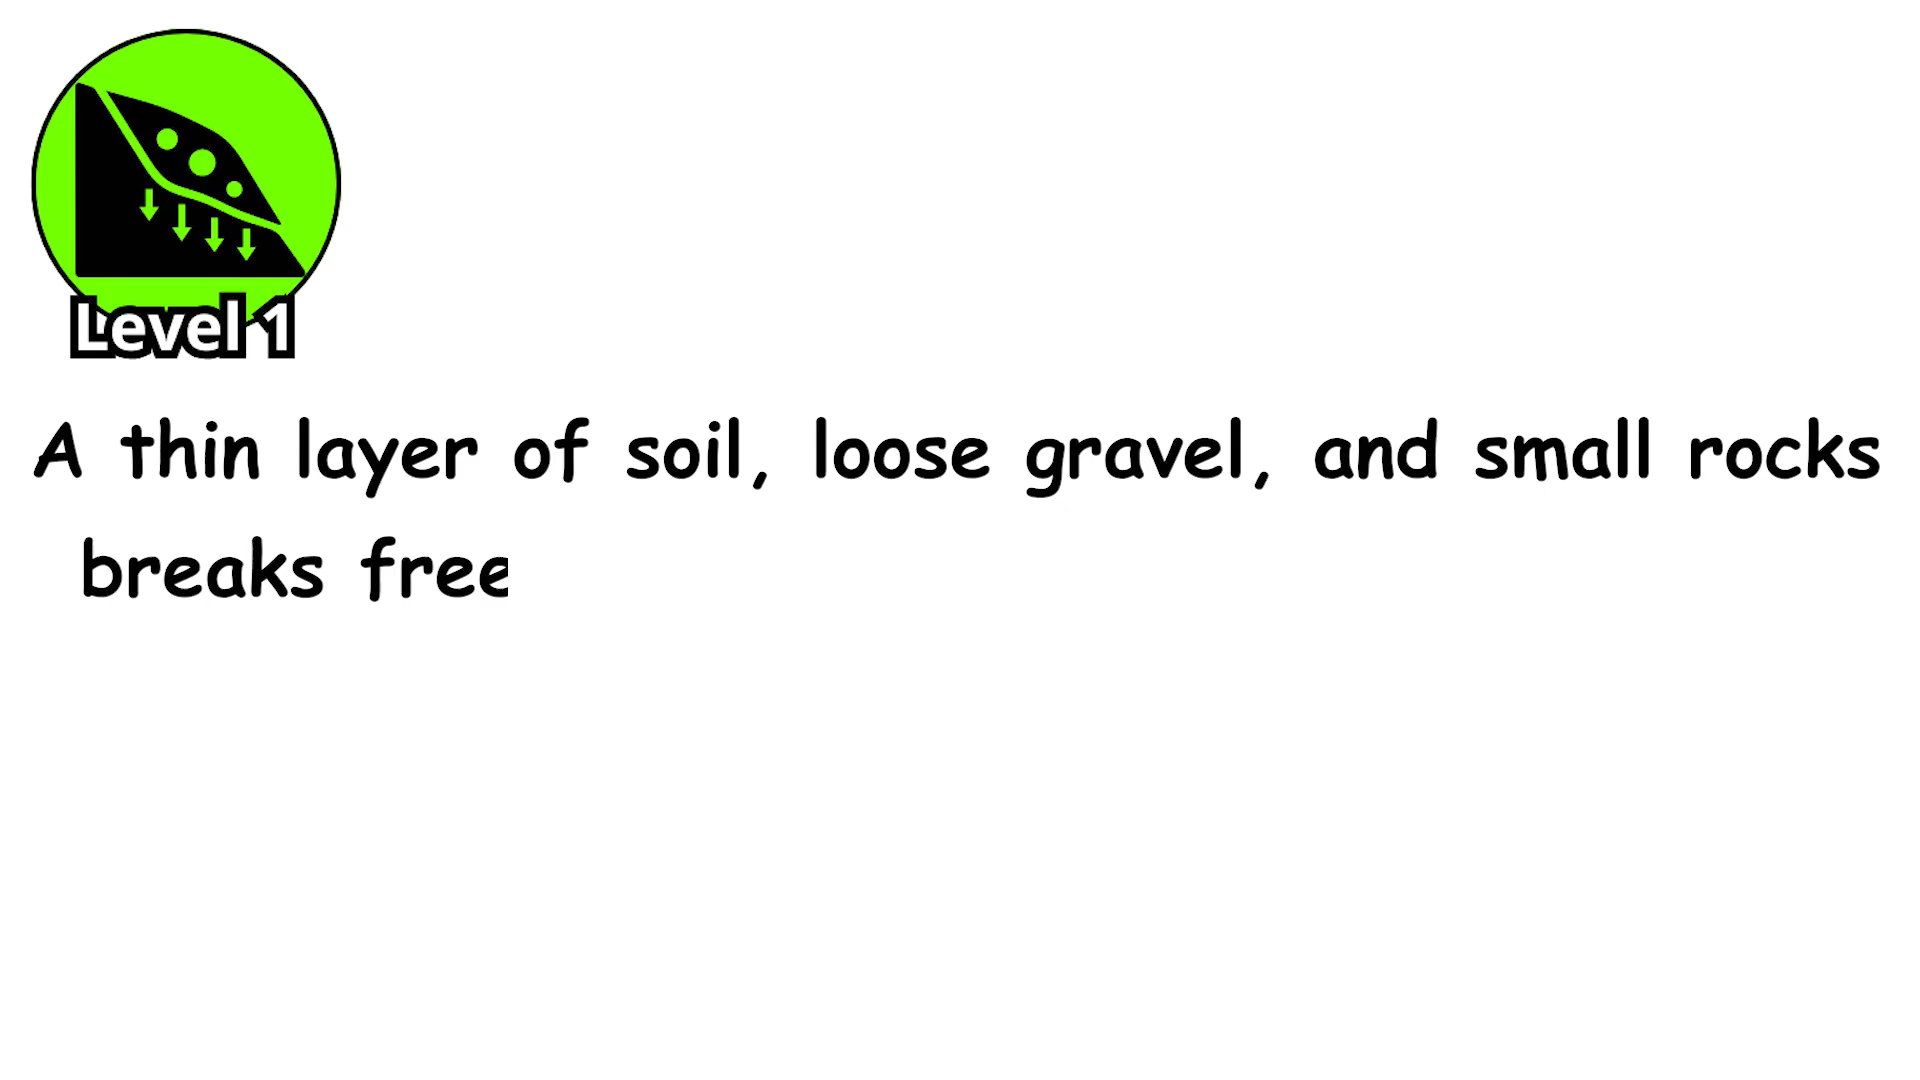 Level 1
A thin layer of soil, loose gravel, and small rocks
breaks free